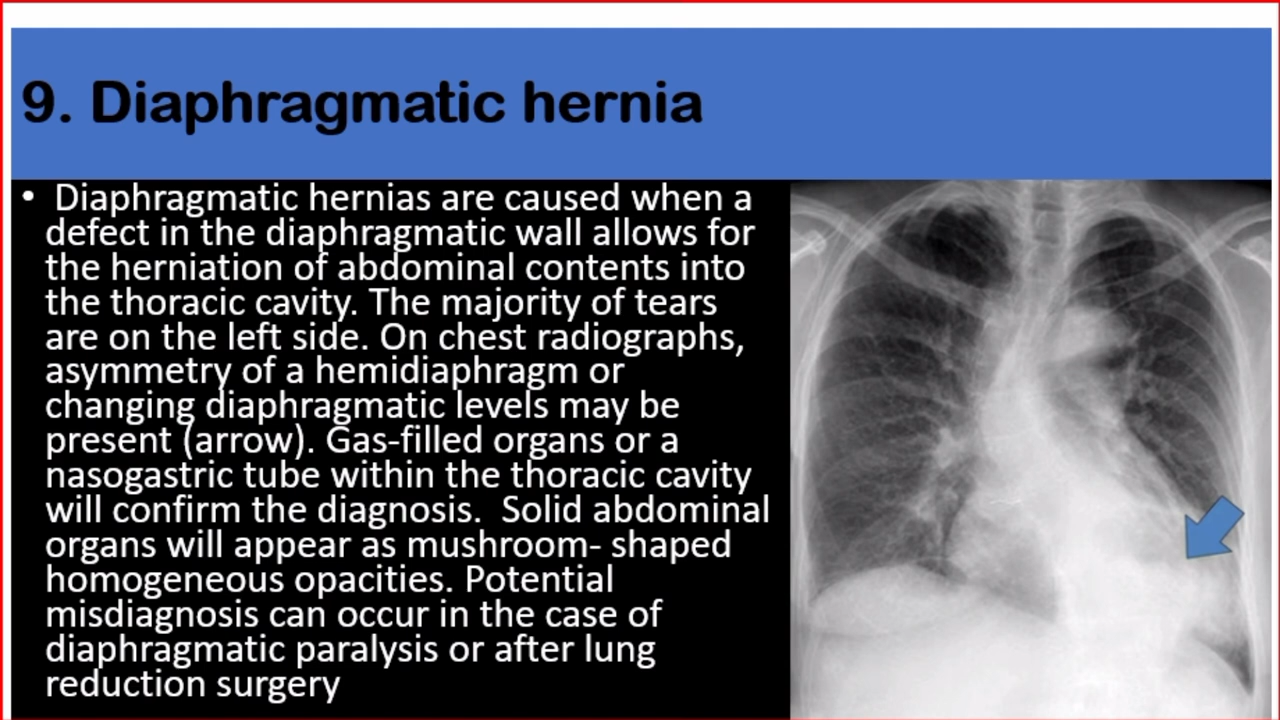 9. Diaphragmatic hernia
• Diaphragmatic hernias are caused when a
defect in the diaphragmatic wall allows for
the herniation of abdominal contents into
the thoracic cavity. The majority of tears
are on the left side. On chest radiographs,
asymmetry of a hemidiaphragm or
changing diaphragmatic levels may be
present (arrow). Gas-filled organs or a
nasogastric tube within the thoracic cavity
will confirm the diagnosis.  Solid abdominal
organs will appear as mushroom- shaped
homogeneous opacities. Potential
misdiagnosis can occur in the case of
diaphragmatic paralysis or after lung
reduction surgery